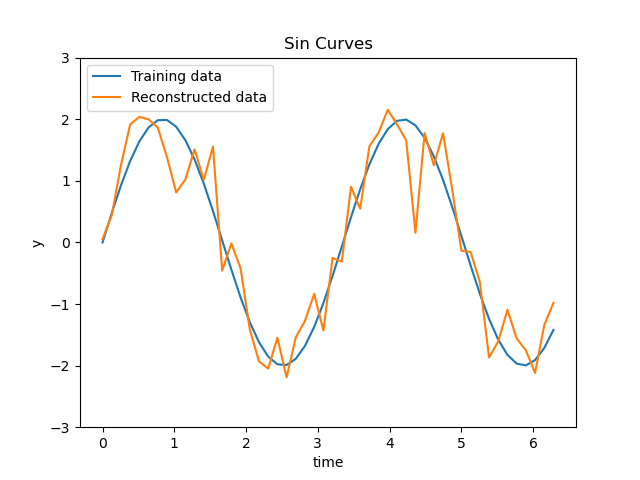 Sin Curves
Training data
Reconstructed data
y
3
2
1
0
−1
−2
−3
0 1 2 3 4 5 6
time